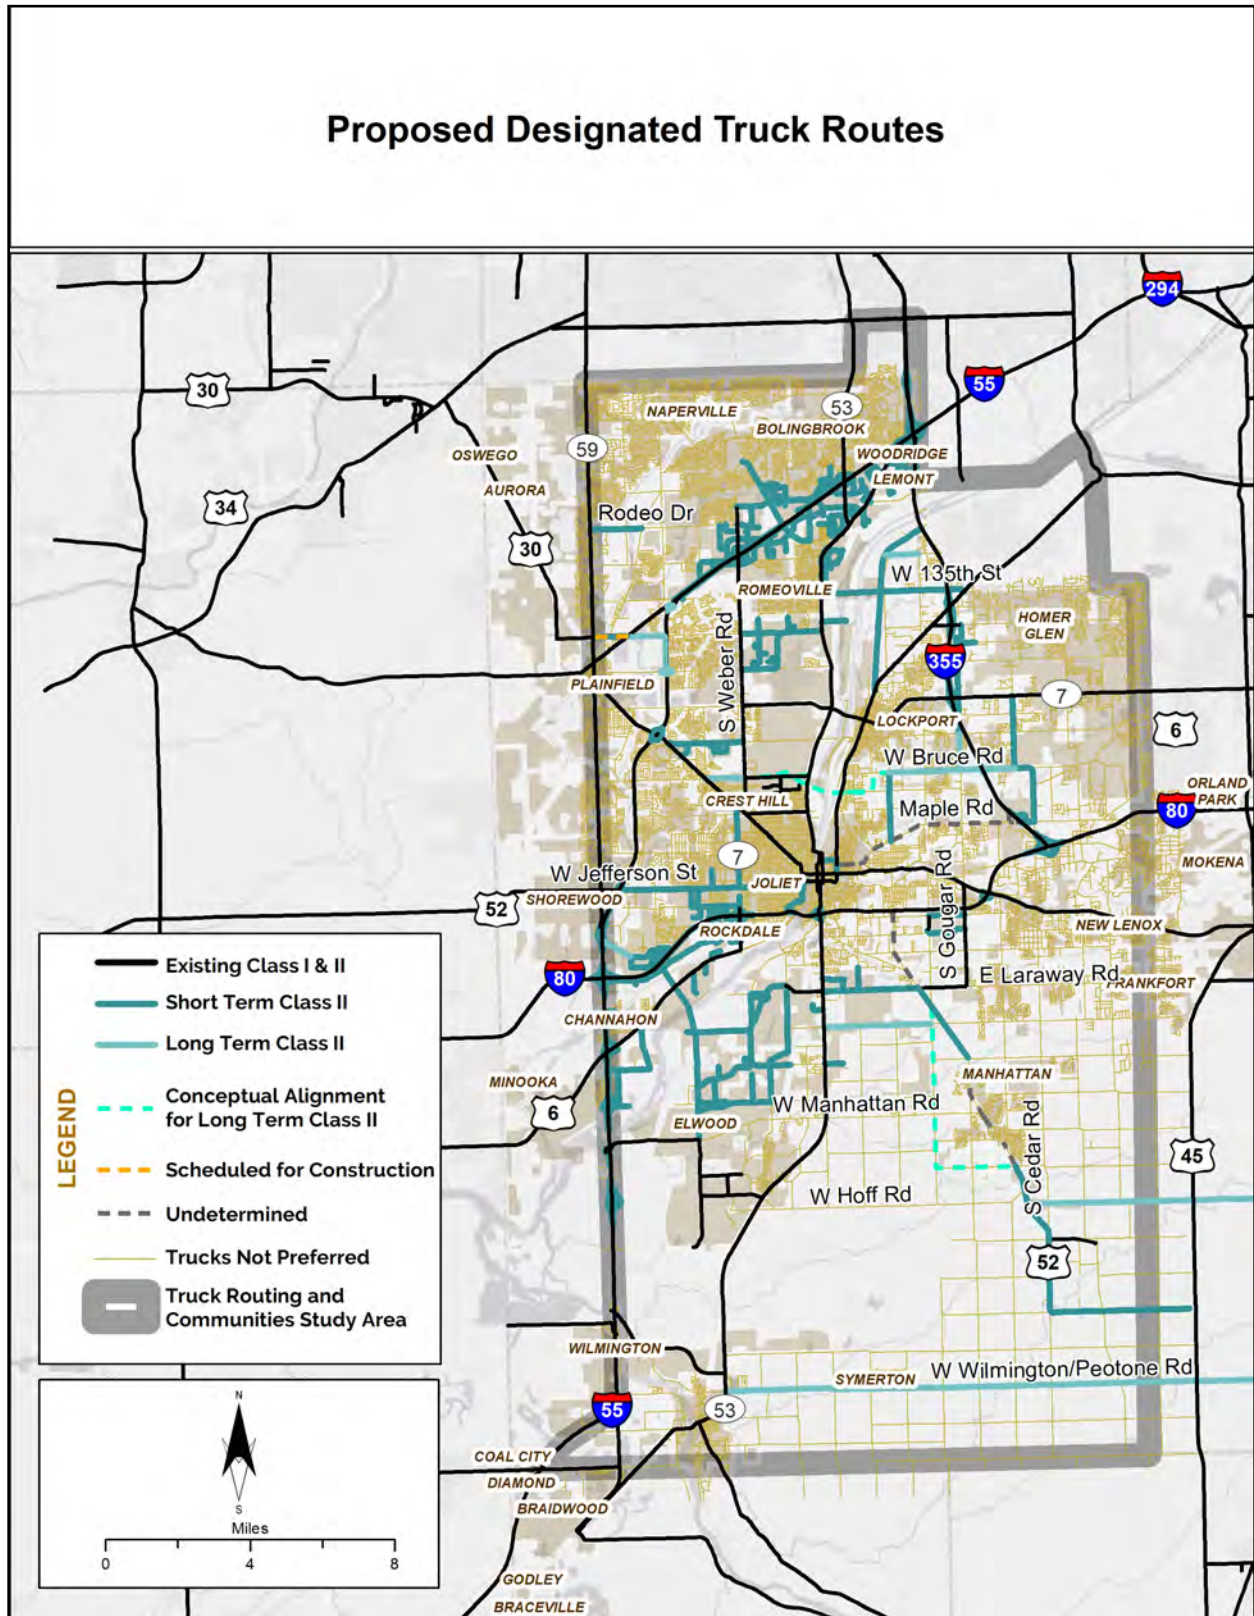 Proposed Designated Truck Routes
294
30
55
53
NAPERVILLE
BOLINGBROOK
59
OSWEGO
WOODRIDGE
LEMONT
AURORA
34
Rodeo Dr
30
W 135th St
ROMEOVILLE
HOMER
GLEN
S Weber Rd
355
PLAINFIELD
7
LOCKPORT
6
W Bruce Rd
ORLAND
PARK
CREST HILL
Maple Rd
80
7
MOKENA
W Jefferson St
JOLIET
SHOREWOOD
52
S Gougar Rd
NEW LENOX
ROCKDALE
80
E Laraway Rd
FRANKFORT
CHANNAHON
MANHATTAN
MINOOKA
6
W Manhattan Rd
ELWOOD
45
S Cedar Rd
W Hoff Rd
52
WILMINGTON
SYMERTON
W Wilmington/Peotone Rd
55
53
COAL CITY
DIAMOND
BRAIDWOOD
GODLEY
BRACEVILLE
LEGEND
Existing Class I & II
Short Term Class II
Long Term Class II
Conceptual Alignment
for Long Term Class II
Scheduled for Construction
Undetermined
Trucks Not Preferred
Truck Routing and
Communities Study Area
N
S
Miles
0 4 8